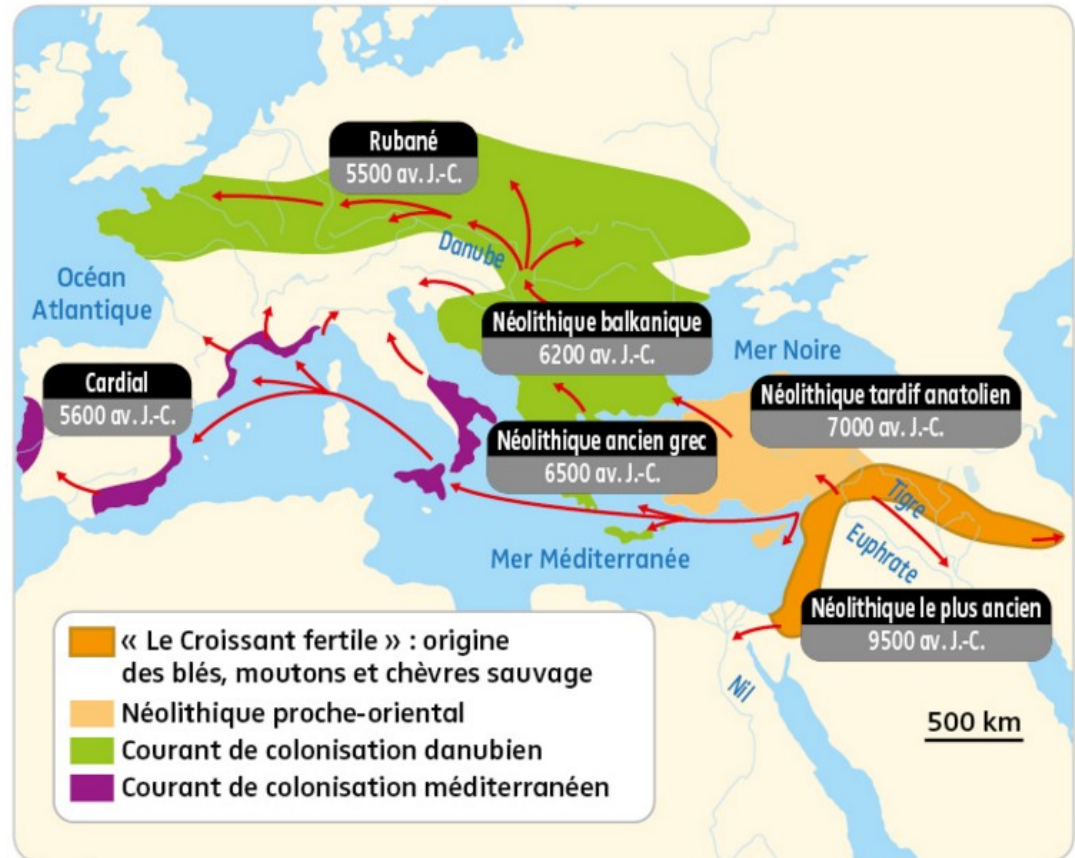 Rubané
5500 av. J.-C.
Danube
Océan
Atlantique
Néolithique balkanique
6200 av. J.-C.
Mer Noire
Cardial
5600 av. J.-C.
Néolithique tardif anatolien
7000 av. J.-C.
Néolithique ancien grec
6500 av. J.-C.
Tigre
Euphrate
Mer Méditerranée
Néolithique le plus ancien
9500 av. J.-C.
Nil
500 km
« Le Croissant fertile » : origine
des blés, moutons et chèvres sauvage
Néolithique proche-oriental
Courant de colonisation danubien
Courant de colonisation méditerranéen